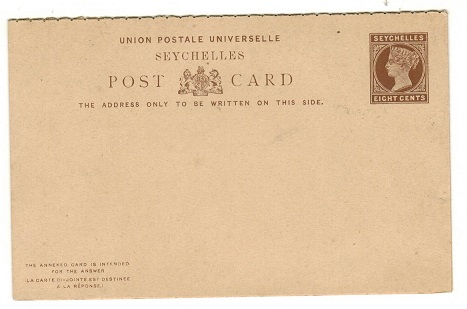 UNION POSTALE UNIVERSELLE
SEYCHELLES
POST CARD
THE ADDRESS ONLY TO BE WRITTEN ON THIS SIDE.
SEYCHELLES
EIGHT CENTS
THE ANNEXED CARD IS INTENDED
FOR THE ANSWER
(LA CARTE CI-JOINTE EST DESTINÉE
À LA RÉPONSE.)